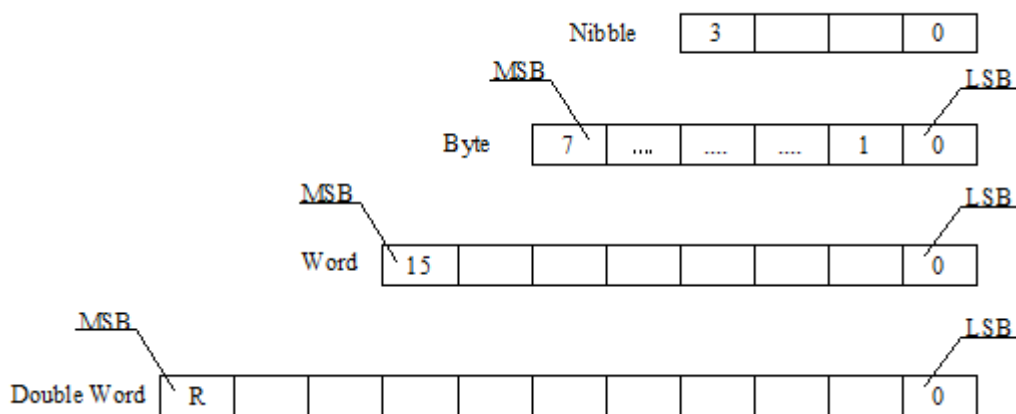 Nibble 3 0
MSB LSB
Byte 7 .... .... .... 1 0
MSB LSB
Word 15 0
MSB LSB
Double Word R 0